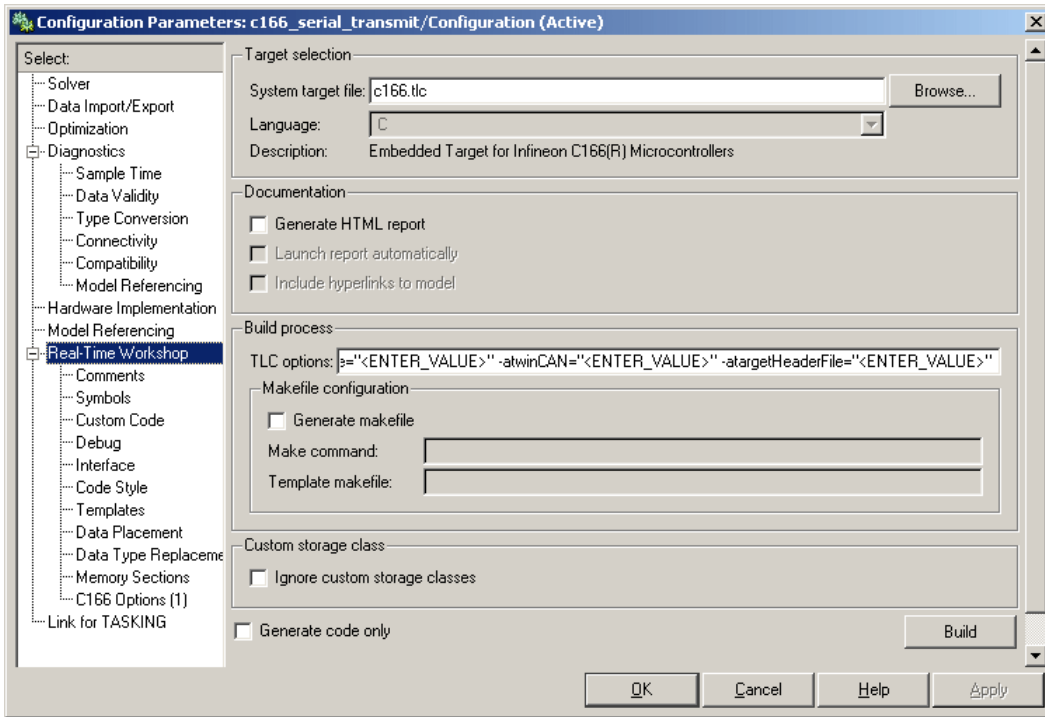 Configuration Parameters: c166_serial_transmit/Configuration (Active)
Select:
Solver
Data Import/Export
Optimization
Diagnostics
Sample Time
Data Validity
Type Conversion
Connectivity
Compatibility
Model Referencing
Hardware Implementation
Model Referencing
Real-Time Workshop
Comments
Symbols
Custom Code
Debug
Interface
Code Style
Templates
Data Placement
Data Type Replaceme
Memory Sections
C166 Options (1)
Link for TASKING
Target selection
System target file: c166.tlc Browse...
Language: C
Description: Embedded Target for Infineon C166(R) Microcontrollers
Documentation
Generate HTML report
Launch report automatically
Include hyperlinks to model
Build process
TLC options: e="<ENTER_VALUE>" -atwinCAN="<ENTER_VALUE>" -atargetHeaderFile="<ENTER_VALUE>"
Makefile configuration
Generate makefile
Make command:
Template makefile:
Custom storage class
Ignore custom storage classes
Generate code only Build
OK Cancel Help Apply